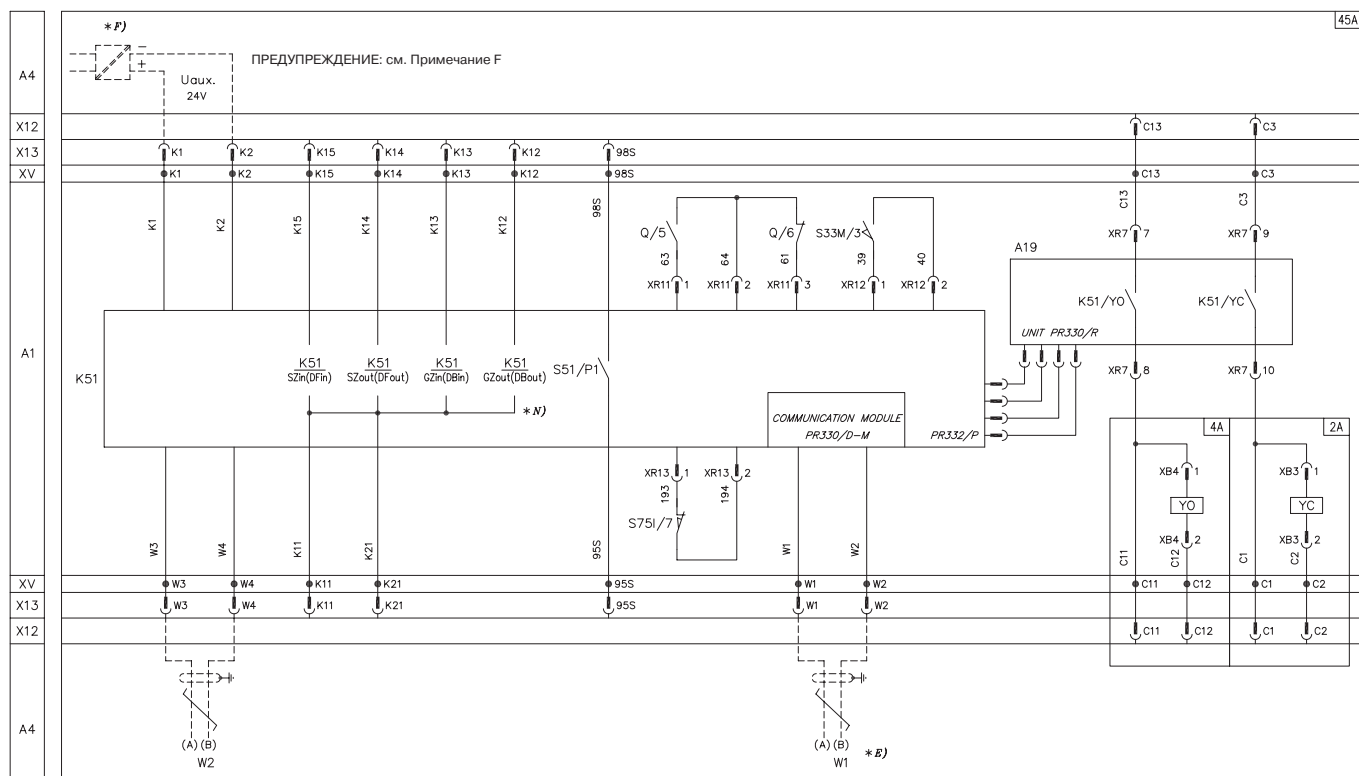 *F)
45A
ПРЕДУПРЕЖДЕНИЕ: см. Примечание F
A4
−
+
Uaux.
24V
X12
C13 C3
X13
K1 K2 K15 K14 K13 K12 98S
XV
K1 K2 K15 K14 K13 K12 98S C13 C3
K1 K2 K15 K14 K13 K12 98S C13 C3
Q/5 Q/6 S33M/3
63 64 61 39 40
XR7 7 XR7 9
A19
XR11 1 XR11 2 XR11 3 XR12 1 XR12 2
K51/YO K51/YC
UNIT PR330/R
A1
K51
K51
SZin(DFin)
K51
SZout(DFout)
K51
GZin(DBin)
K51
GZout(DBout)
S51/P1
XR7 8 XR7 10
*N)
COMMUNICATION MODULE
PR330/D-M
PR332/P
4A 2A
XR13 1 XR13 2
XB4 1 XB3 1
193 194
YO YC
S75I/7
XB4 2 XB3 2
W3 W4 K11 K21 95S W1 W2 C11 C12 C1 C2
XV
W3 W4 K11 K21 95S W1 W2 C11 C12 C1 C2
X13
W3 W4 K11 K21 95S W1 W2
X12
C11 C12 C1 C2
A4
(A) (B)
W2
(A) (B)
W1
*E)